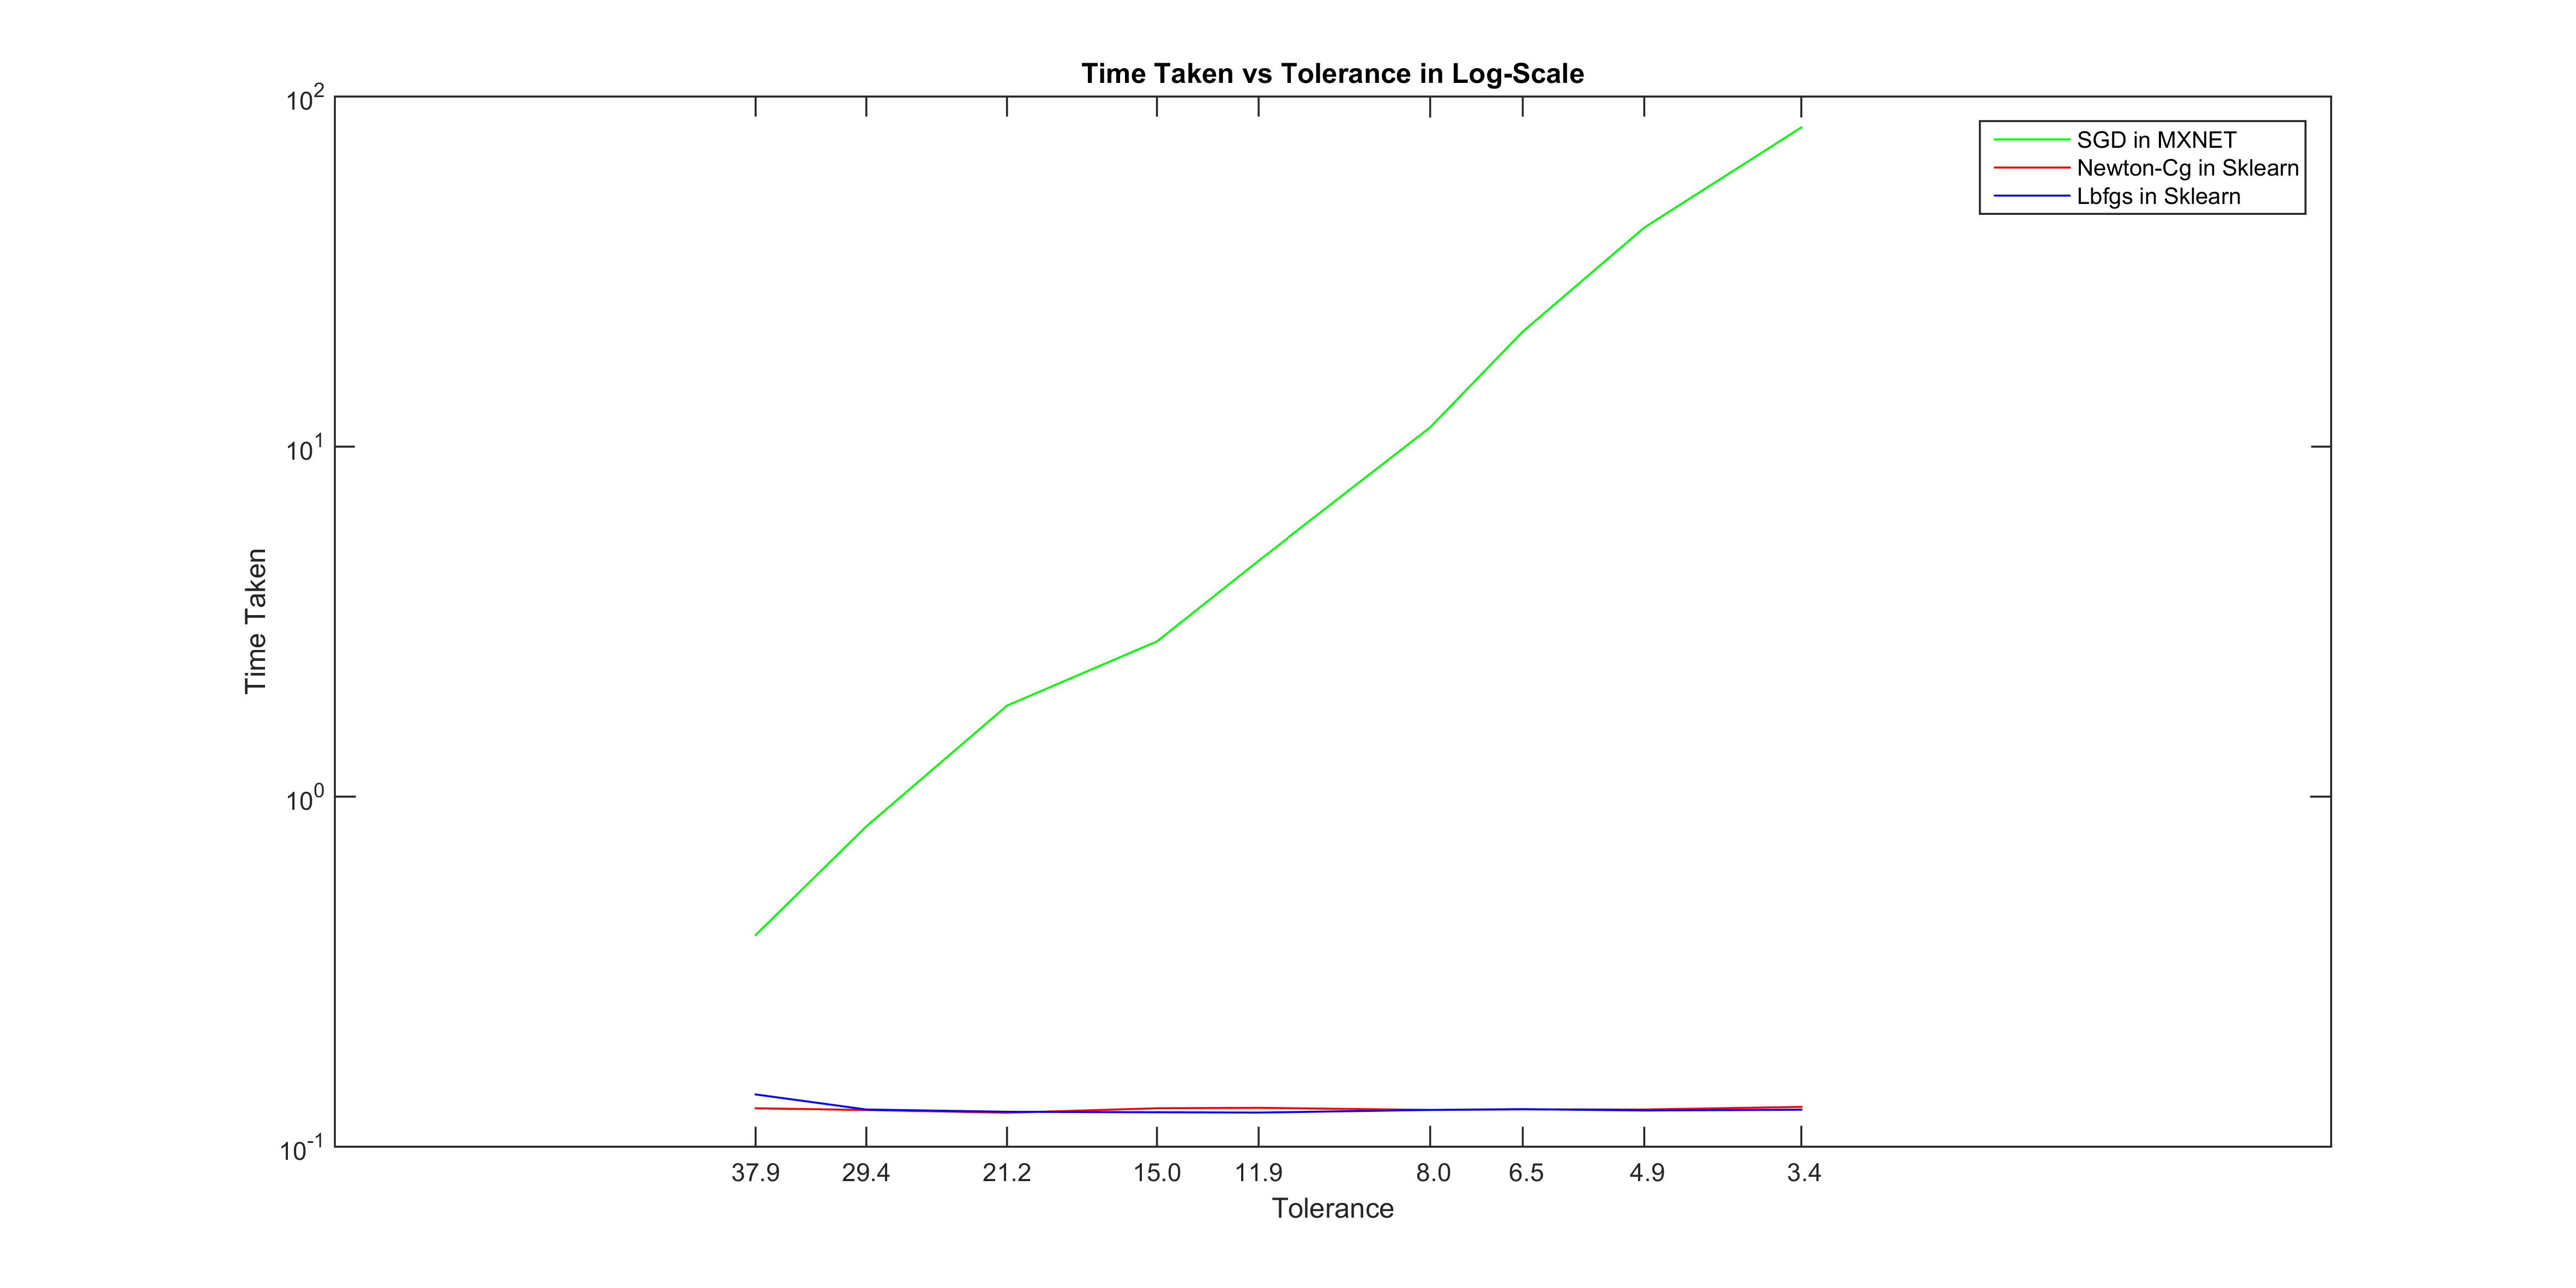 Time Taken vs Tolerance in Log-Scale
10^2
SGD in MXNET
Newton-Cg in Sklearn
Lbfgs in Sklearn
10^1
Time Taken
10^0
10^-1
37.9 29.4 21.2 15.0 11.9 8.0 6.5 4.9 3.4
Tolerance